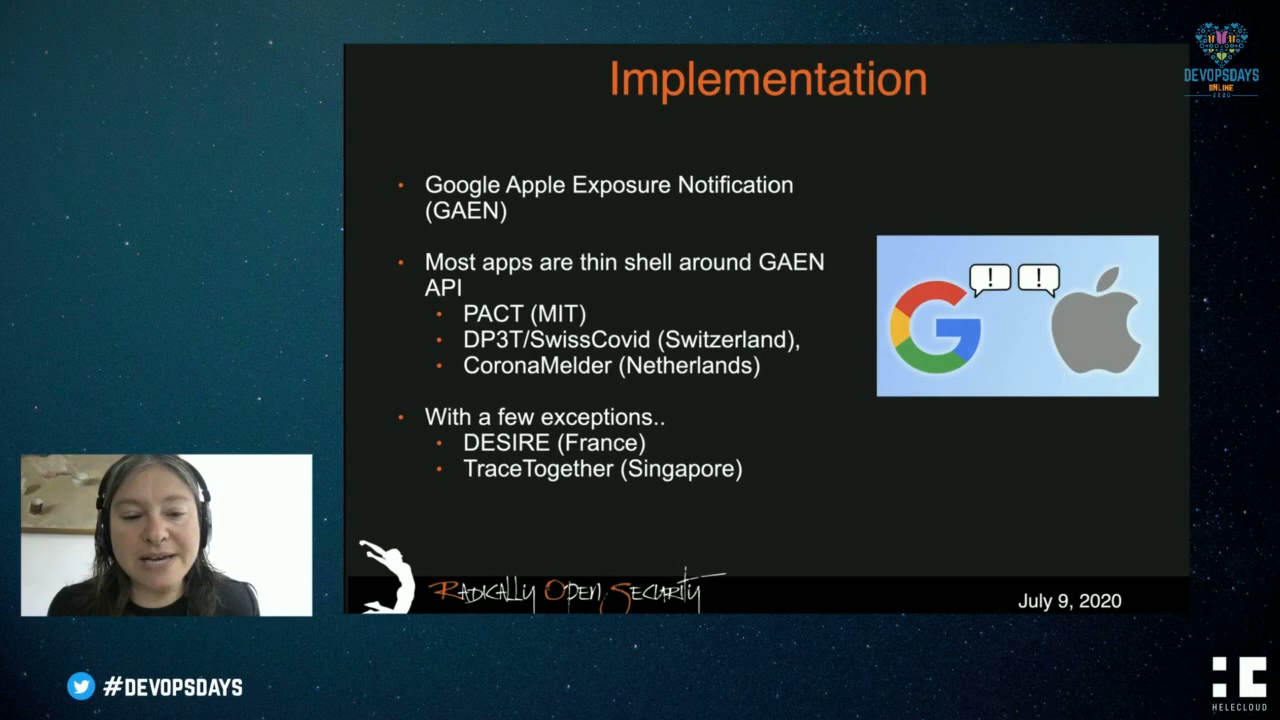 Implementation
• Google Apple Exposure Notification
(GAEN)
• Most apps are thin shell around GAEN
API
• PACT (MIT)
• DP3T/SwissCovid (Switzerland),
• CoronaMelder (Netherlands)
• With a few exceptions..
• DESIRE (France)
• TraceTogether (Singapore)
! !
RADICALLY OPEN SECURITY
July 9, 2020
DEVOPSDAYS
ONLINE
2020
#DEVOPSDAYS
HELECLOUD